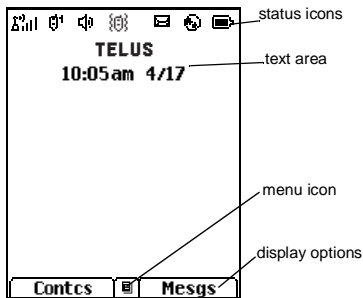 status icons
TELUS
text area
10:05am 4/17
menu icon
display options
Contcs Mesgs